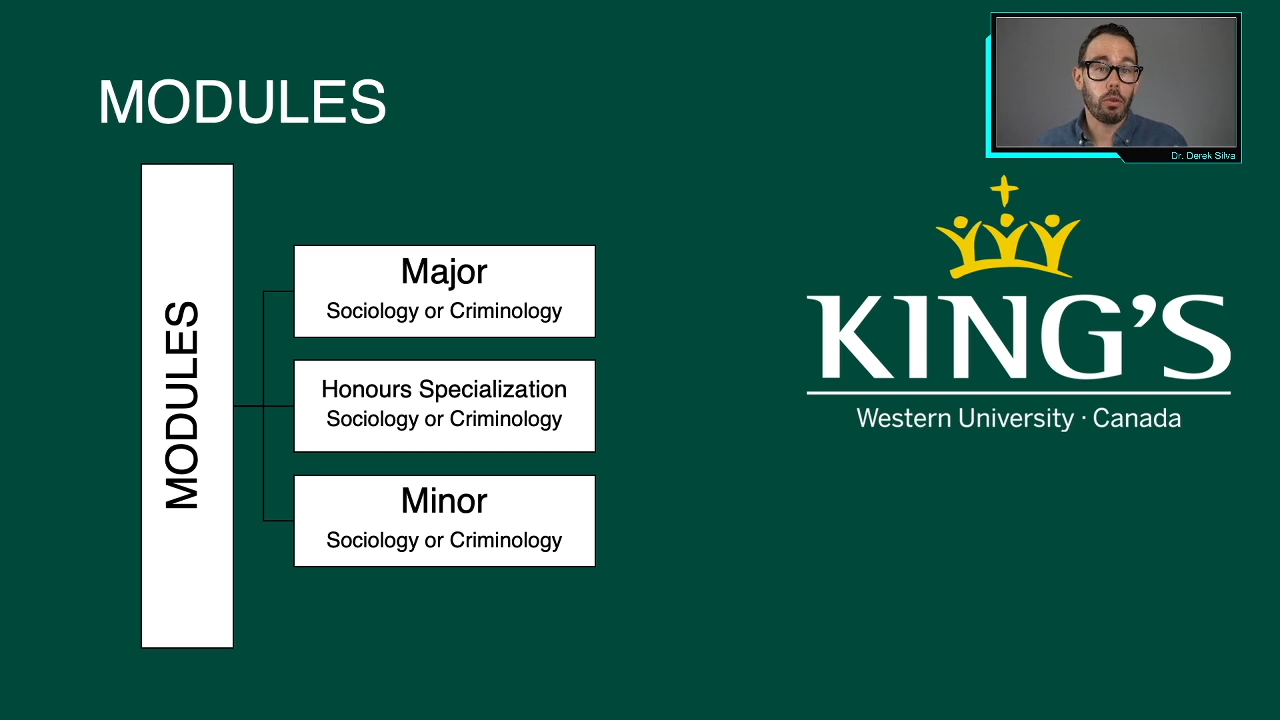 MODULES
Dr. Derek Silva
MODULES
Major
Sociology or Criminology
Honours Specialization
Sociology or Criminology
Minor
Sociology or Criminology
KING'S
Western University · Canada